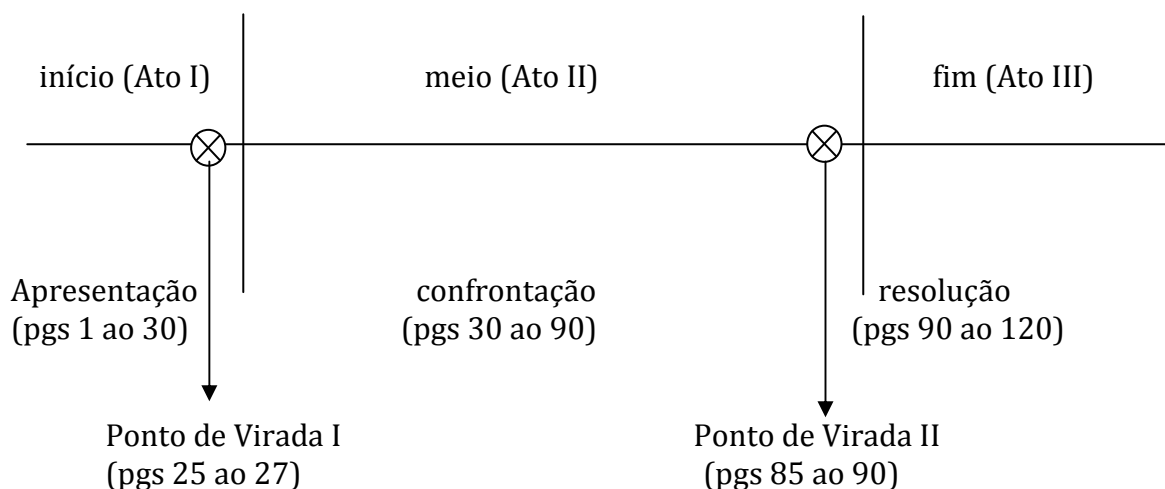 início (Ato I)
meio (Ato II)
fim (Ato III)
Apresentação
(pgs 1 ao 30)
confrontação
(pgs 30 ao 90)
resolução
(pgs 90 ao 120)
Ponto de Virada I
(pgs 25 ao 27)
Ponto de Virada II
(pgs 85 ao 90)